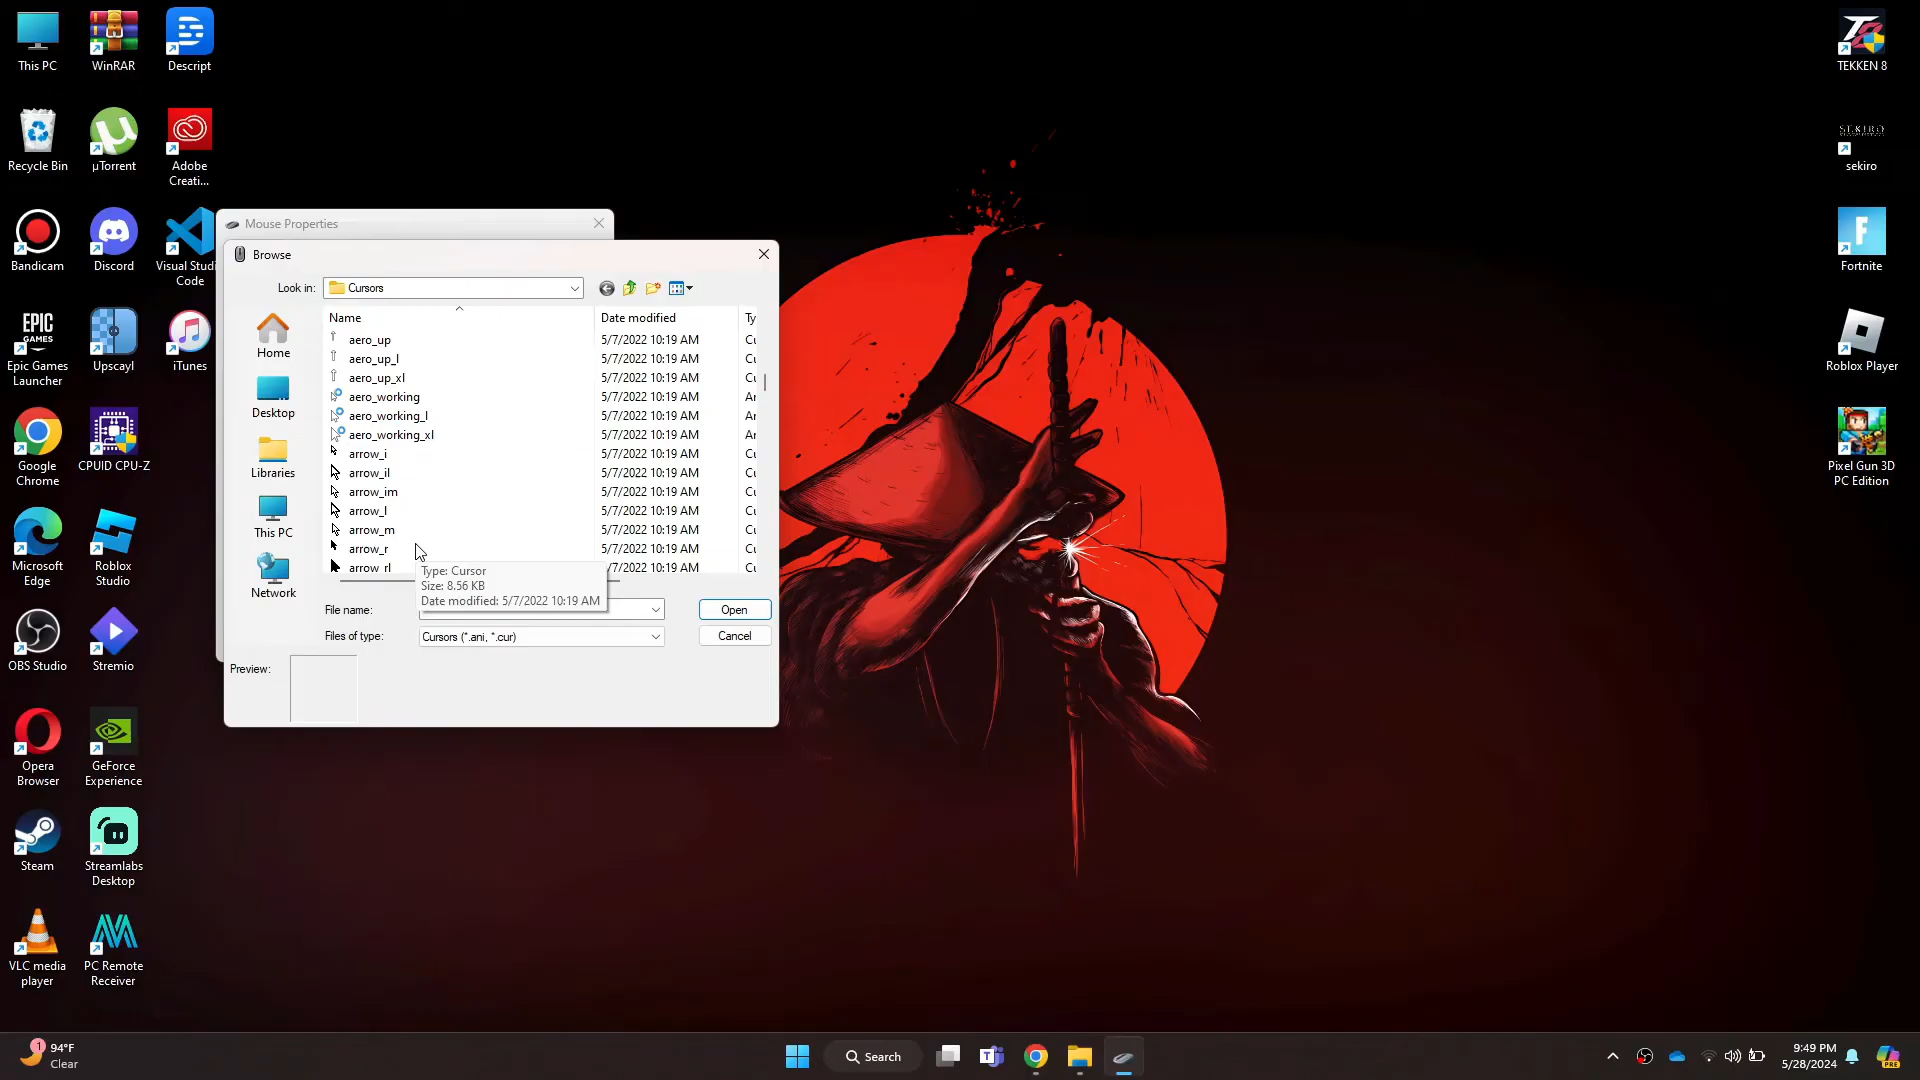 This PC
WinRAR
Descript
TEKKEN 8
Recycle Bin
µTorrent
Adobe
Creati...
SEKIRO
sekiro
Bandicam
Discord
Visual Studi
Code
Fortnite
EPIC
GAMES
Epic Games
Launcher
Upscayl
iTunes
Roblox Player
Google
Chrome
CPUID CPU-Z
Pixel Gun 3D
PC Edition
Microsoft
Edge
Roblox
Studio
OBS Studio
Stremio
Opera
Browser
GeForce
Experience
Steam
Streamlabs
Desktop
VLC media
player
PC Remote
Receiver
Mouse Properties
Browse
Look in:
Cursors
Home
Desktop
Libraries
This PC
Network
Name
Date modified
Ty
aero_up 5/7/2022 10:19 AM Cu
aero_up_l 5/7/2022 10:19 AM Cu
aero_up_xl 5/7/2022 10:19 AM Cu
aero_working 5/7/2022 10:19 AM Ar
aero_working_l 5/7/2022 10:19 AM Ar
aero_working_xl 5/7/2022 10:19 AM Ar
arrow_i 5/7/2022 10:19 AM Cu
arrow_il 5/7/2022 10:19 AM Cu
arrow_im 5/7/2022 10:19 AM Cu
arrow_l 5/7/2022 10:19 AM Cu
arrow_m 5/7/2022 10:19 AM Cu
arrow_r 5/7/2022 10:19 AM Cu
arrow_rl 5/7/2022 10:19 AM Cu
Type: Cursor
Size: 8.56 KB
Date modified: 5/7/2022 10:19 AM
File name:
Open
Files of type:
Cursors (*.ani, *.cur)
Cancel
Preview:
1
94°F
Clear
Search
9:49 PM
5/28/2024
PRE